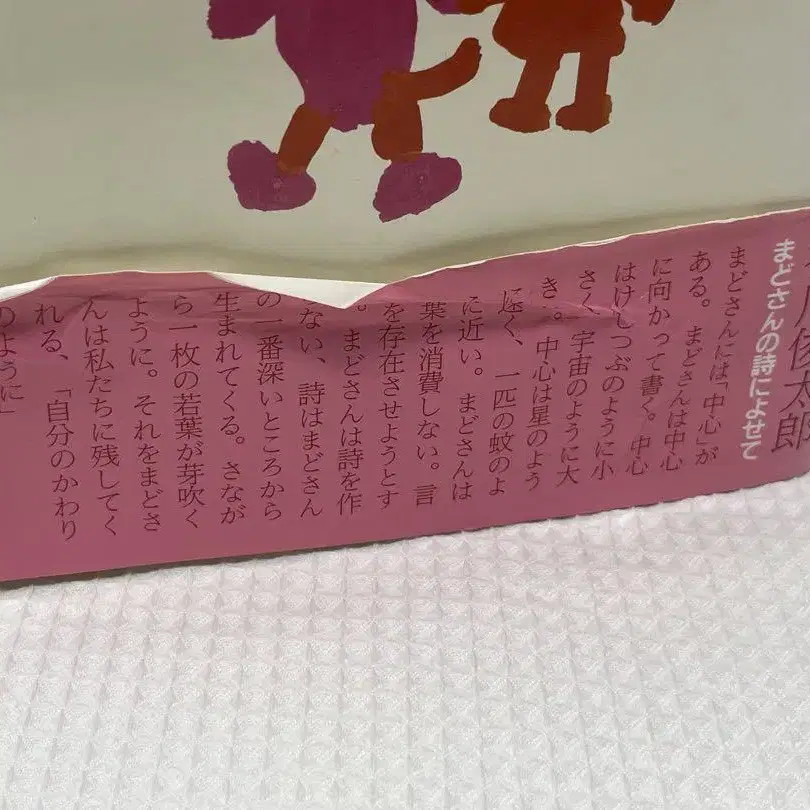 川俊太郎
まどさんの詩によせて
まどさんには「中心」が
ある。まどさんは中心
に向かって書く。中心
はけしつぶのように小
さく、宇宙のように大
き。中心は星のよう
遠く、一匹の蚊のよ
に近い。まどさんは
葉を消費しない。言
を存在させようとす
。まどさんは詩を作
ない、詩はまどさん
の一番深いところから
生まれてくる。さなが
ら一枚の若葉が芽吹く
ように。それをまどさ
んは私たちに残してく
れる、「自分のかわり
のように」